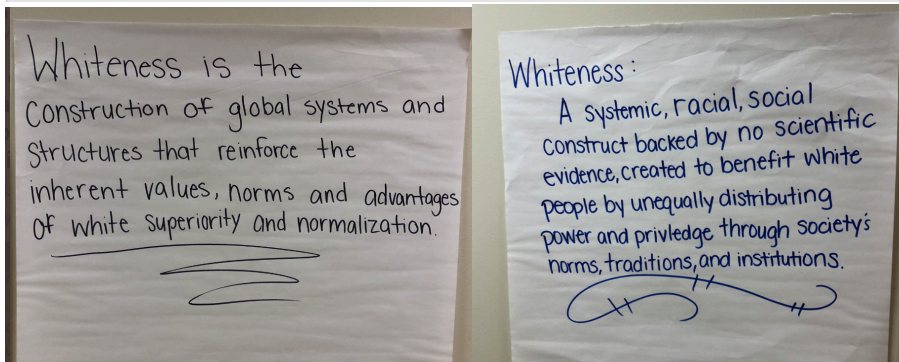 Whiteness is the
construction of global systems and
structures that reinforce the
inherent values, norms and advantages
of white superiority and normalization.
Whiteness:
A systemic, racial, social
construct backed by no scientific
evidence, created to benefit white
people by unequally distributing
power and privledge through society's
norms, traditions, and institutions.